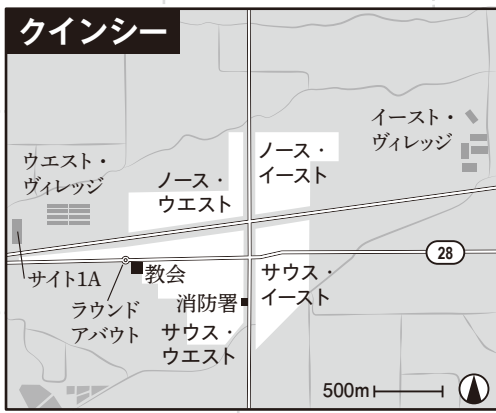 クインシー
イースト・
ヴィレッジ
ノース・
イースト
ウエスト・
ヴィレッジ
ノース・
ウエスト
28
サイト1A
教会
サウス・
イースト
ラウンド
アバウト
消防署
サウス・
ウエスト
500m